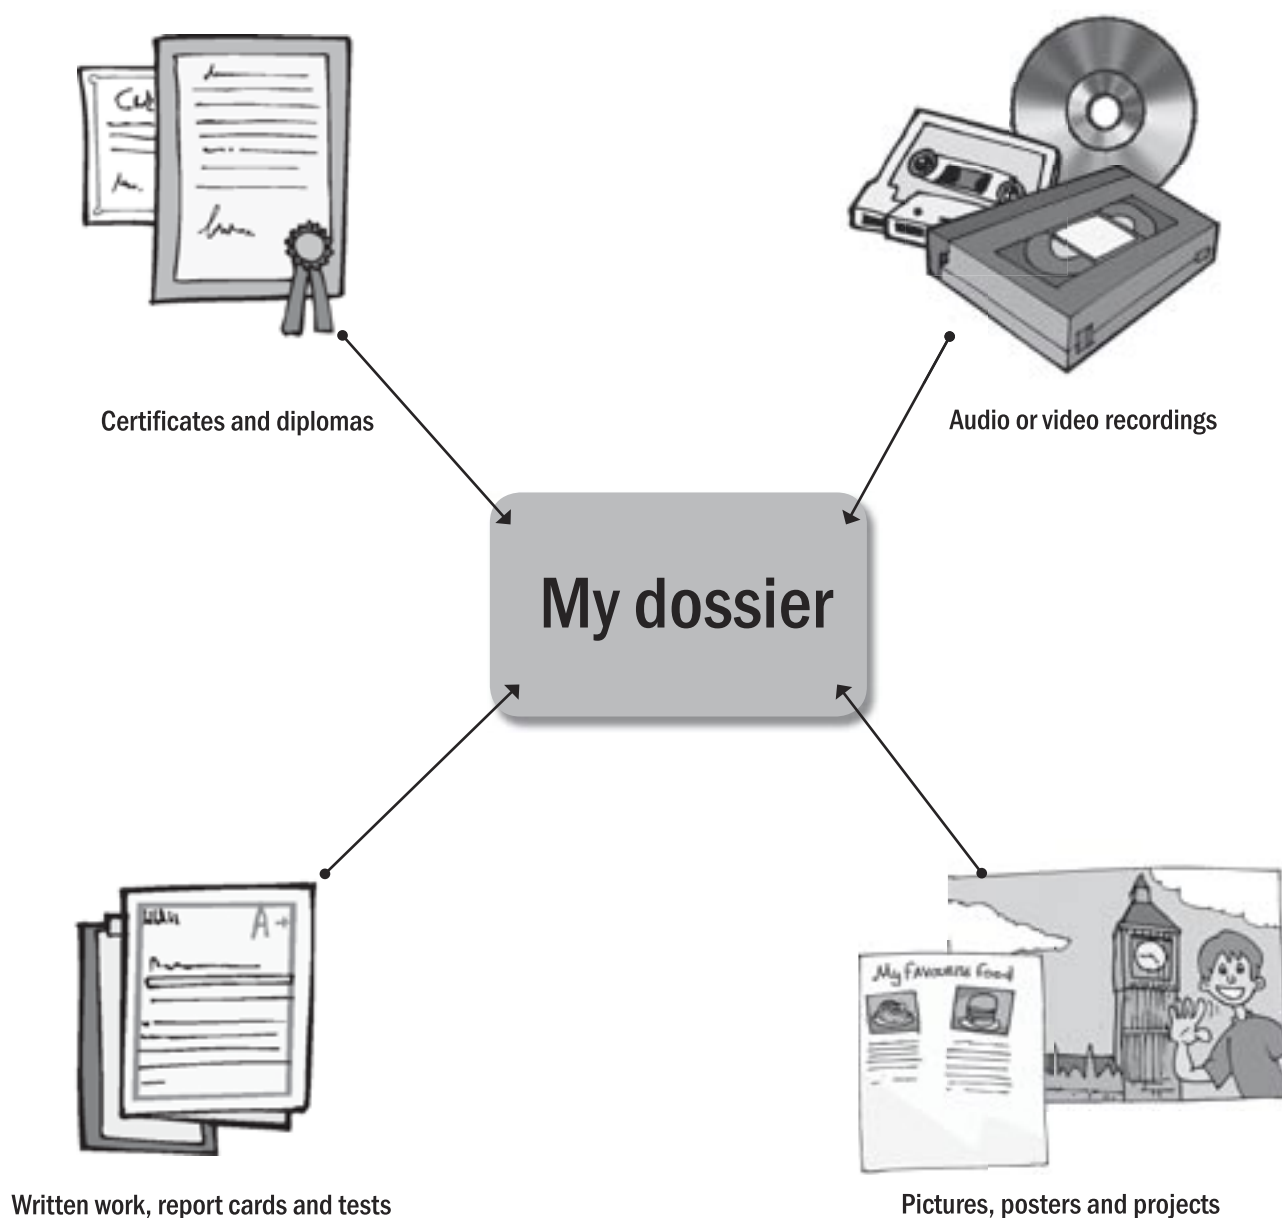 Certificates and diplomas
Audio or video recordings
My dossier
A+
My Favourite Food
Written work, report cards and tests
Pictures, posters and projects